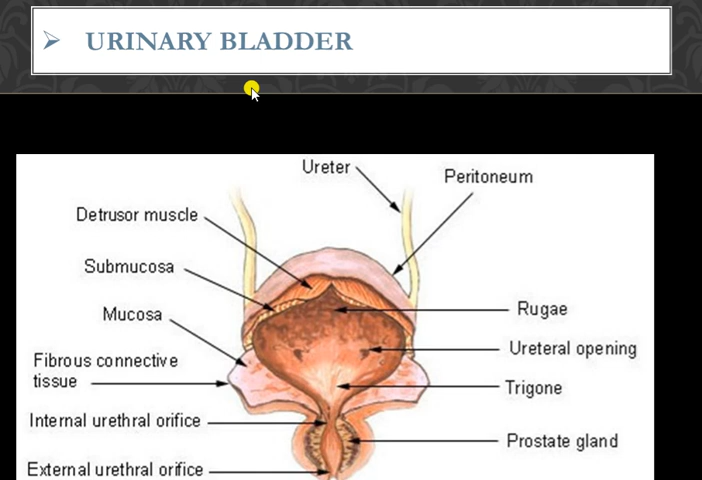 URINARY BLADDER
Ureter
Peritoneum
Detrusor muscle
Submucosa
Mucosa
Rugae
Ureteral opening
Fibrous connective
tissue
Trigone
Internal urethral orifice
Prostate gland
External urethral orifice